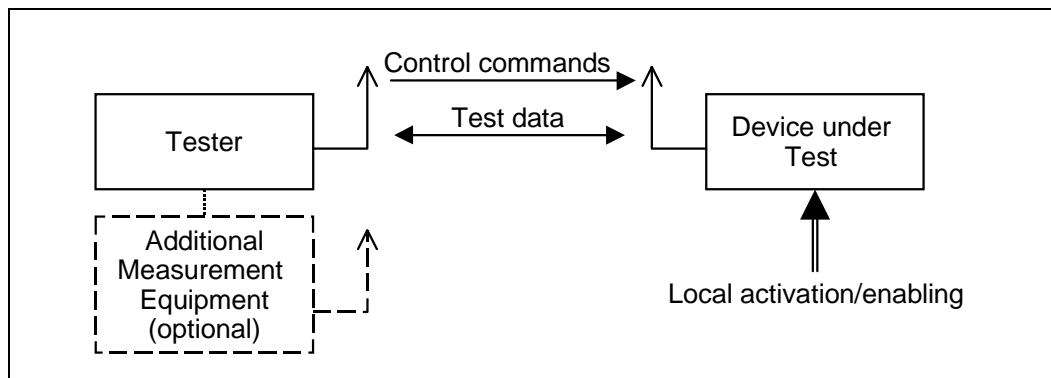 Control commands
Test data
Tester
Device under
Test
Additional
Measurement
Equipment
(optional)
Local activation/enabling